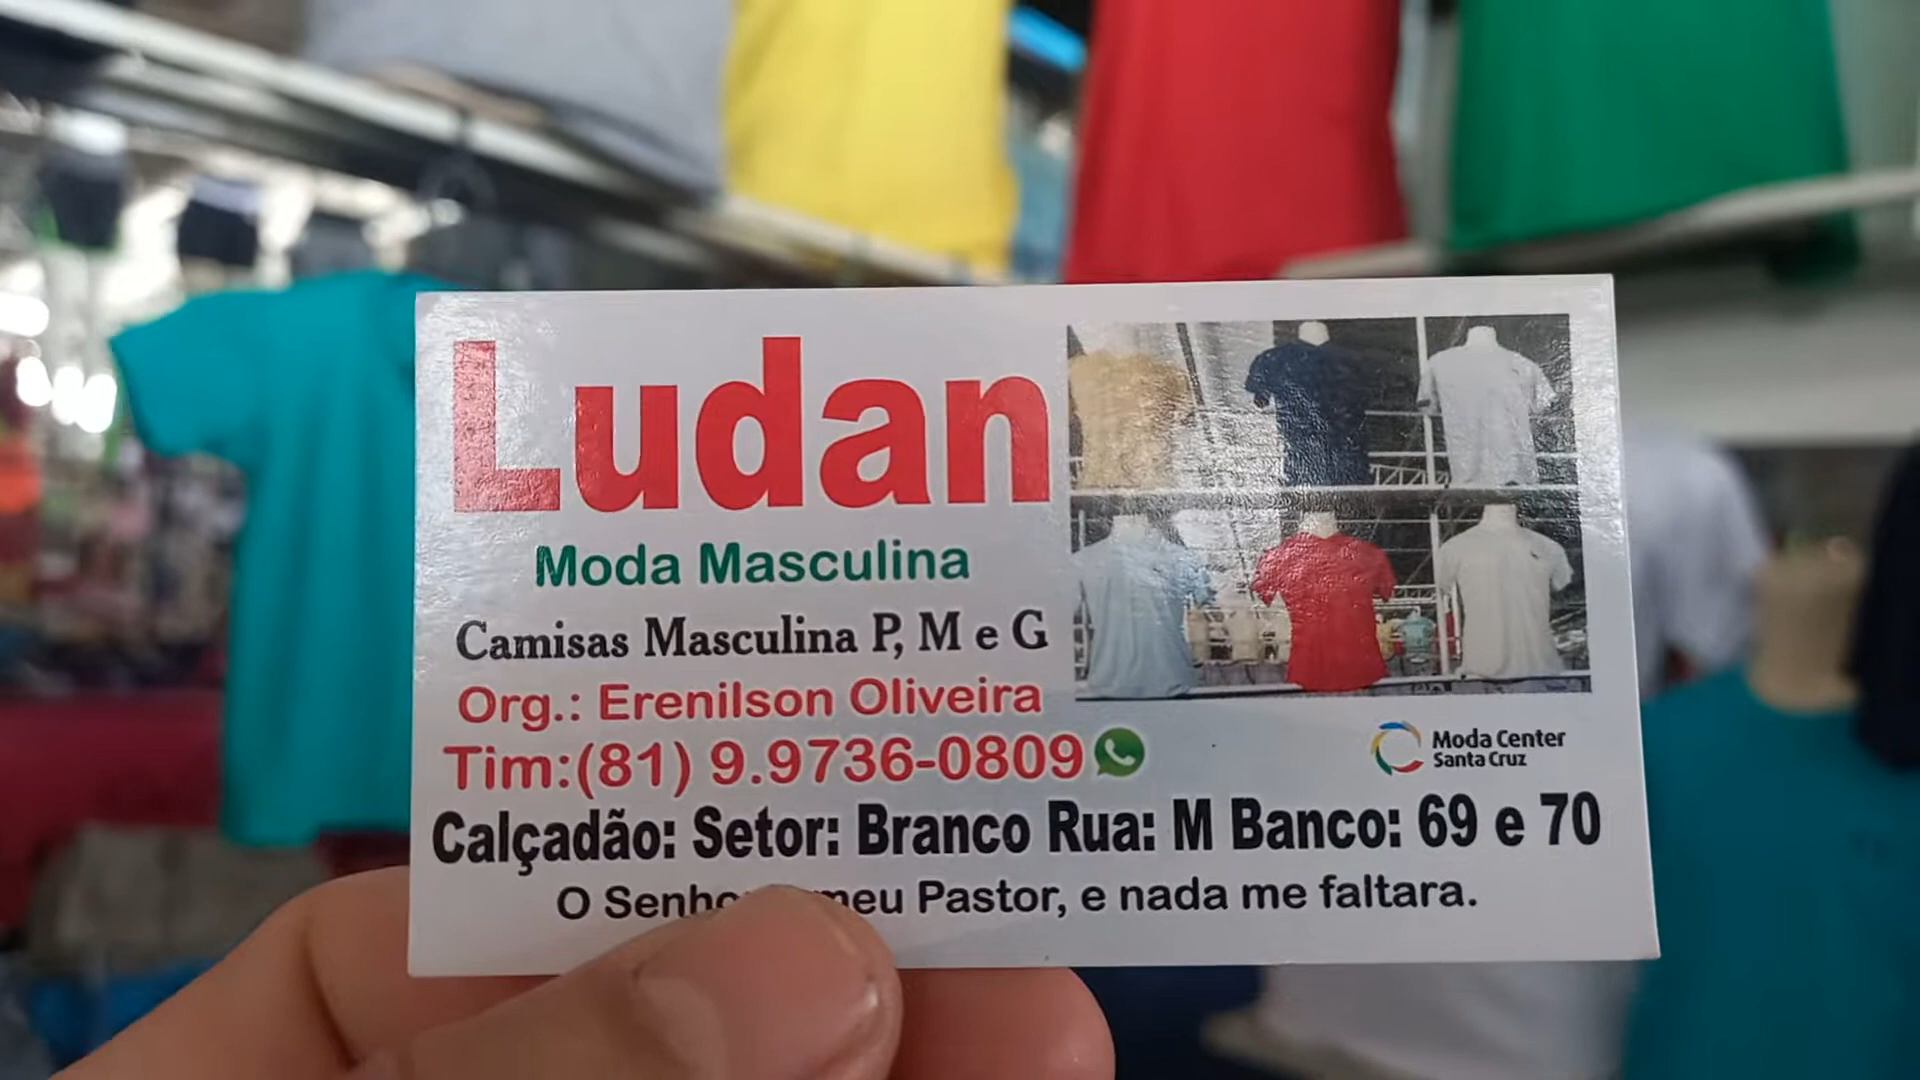 Ludan
Moda Masculina
Camisas Masculina P, M e G
Org.: Erenilson Oliveira
Tim:(81) 9.9736-0809
Moda Center
Santa Cruz
Calçadão: Setor: Branco Rua: M Banco: 69 e 70
O meu Pastor, e nada me faltara.